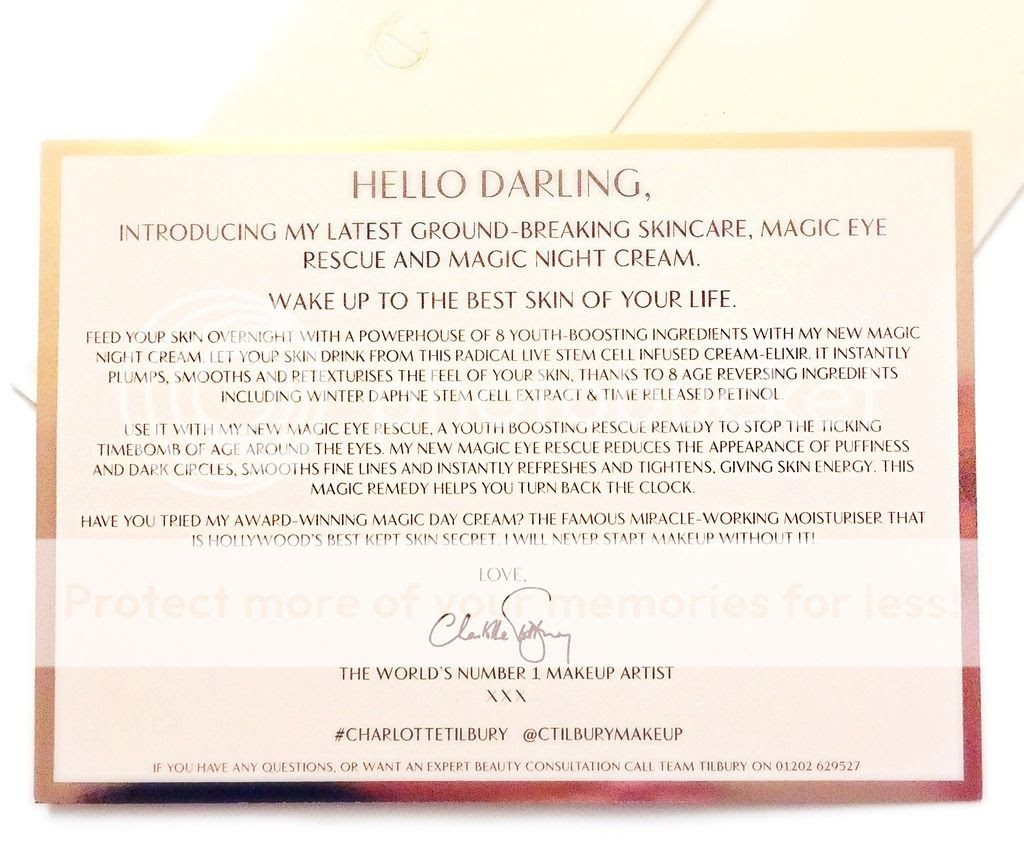 HELLO DARLING,
INTRODUCING MY LATEST GROUND-BREAKING SKINCARE, MAGIC EYE
RESCUE AND MAGIC NIGHT CREAM.
WAKE UP TO THE BEST SKIN OF YOUR LIFE.
FEED YOUR SKIN OVERNIGHT WITH A POWERHOUSE OF 8 YOUTH-BOOSTING INGREDIENTS WITH MY NEW MAGIC
NIGHT CREAM. LET YOUR SKIN DRINK FROM THIS RADICAL LIVE STEM CELL INFUSED CREAM-ELIXIR. IT INSTANTLY
PLUMPS, SMOOTHS AND RETEXTURISES THE FEEL OF YOUR SKIN, THANKS TO 8 AGE REVERSING INGREDIENTS
INCLUDING WINTER DAPHNE STEM CELL EXTRACT & TIME RELEASED RETINOL.
USE IT WITH MY NEW MAGIC EYE RESCUE, A YOUTH BOOSTING RESCUE REMEDY TO STOP THE TICKING
TIMEBOMB OF AGE AROUND THE EYES. MY NEW MAGIC EYE RESCUE REDUCES THE APPEARANCE OF PUFFINESS
AND DARK CIRCLES, SMOOTHS FINE LINES AND INSTANTLY REFRESHES AND TIGHTENS, GIVING SKIN ENERGY. THIS
MAGIC REMEDY HELPS YOU TURN BACK THE CLOCK.
HAVE YOU TRIED MY AWARD-WINNING MAGIC DAY CREAM? THE FAMOUS MIRACLE-WORKING MOISTURISER THAT
IS HOLLYWOOD'S BEST KEPT SKIN SECRET. I WILL NEVER START MAKEUP WITHOUT IT!
LOVE,
Protect more of your memories for less!
Charlotte Tilbury
THE WORLD'S NUMBER 1 MAKEUP ARTIST
XXX
#CHARLOTTETILBURY @CTILBURYMAKEUP
IF YOU HAVE ANY QUESTIONS, OR WANT AN EXPERT BEAUTY CONSULTATION CALL TEAM TILBURY ON 01202 629527